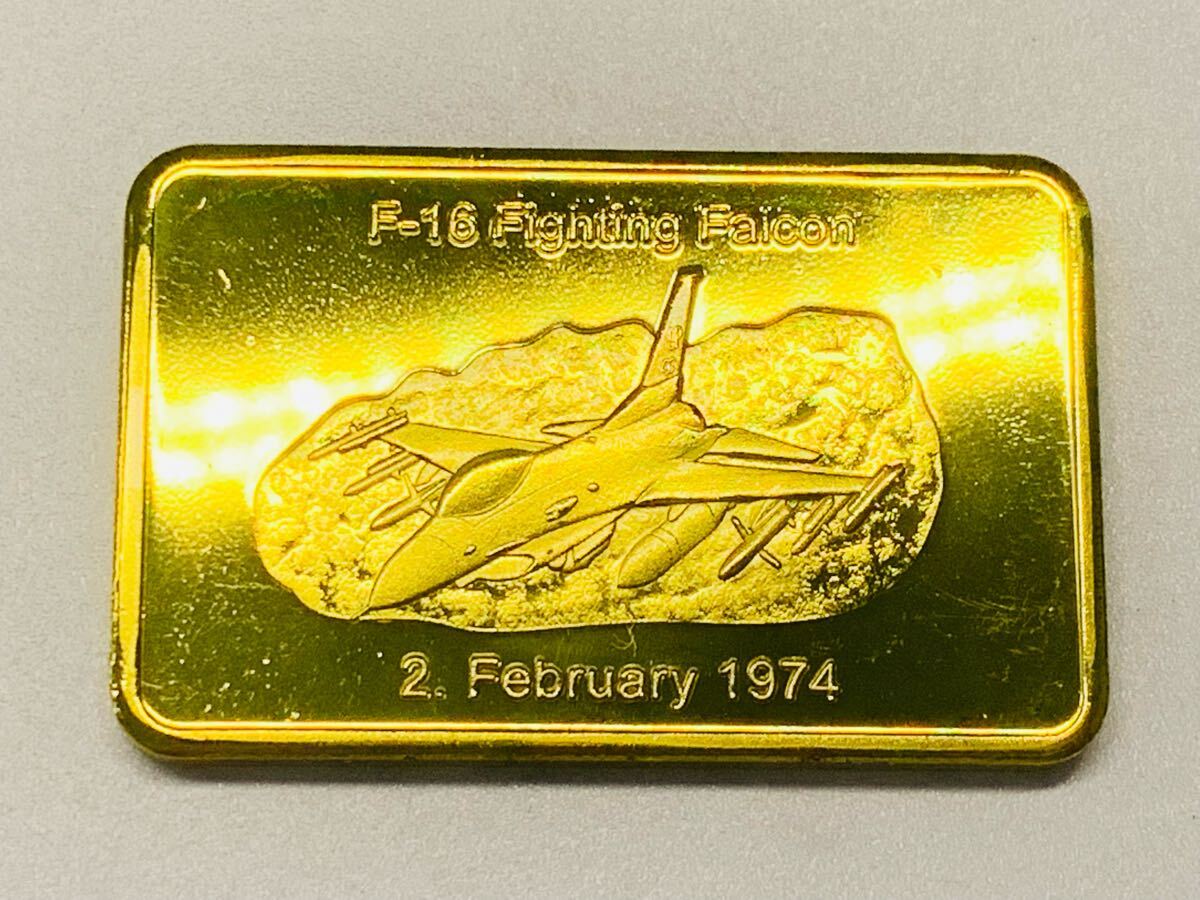 F-16 Fighting Falcon
2. February 1974